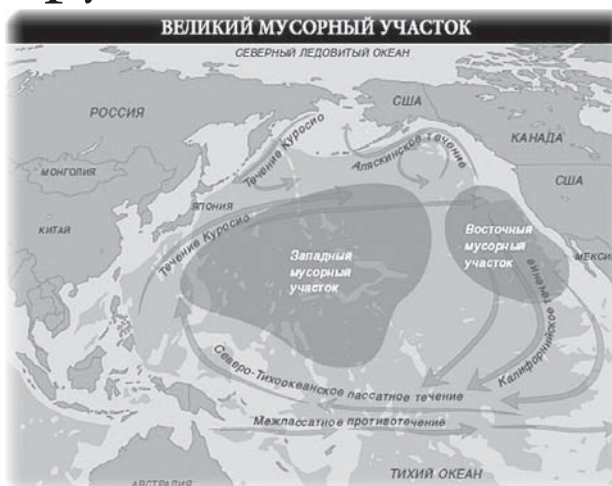 ВЕЛИКИЙ МУСОРНЫЙ УЧАСТОК
СЕВЕРНЫЙ ЛЕДОВИТЫЙ ОКЕАН
РОССИЯ
США
КАНАДА
Течение Куросио
Аляскинское течение
МОНГОЛИЯ
США
ЯПОНИЯ
КИТАЙ
Течение Куросио
Западный
мусорный
участок
Восточный
мусорный
участок
МЕКСИ
Калифорнийское течение
Северо-Тихоокеанское пассатное течение
Межпассатное противотечение
АВСТРАЛИЯ
ТИХИЙ ОКЕАН